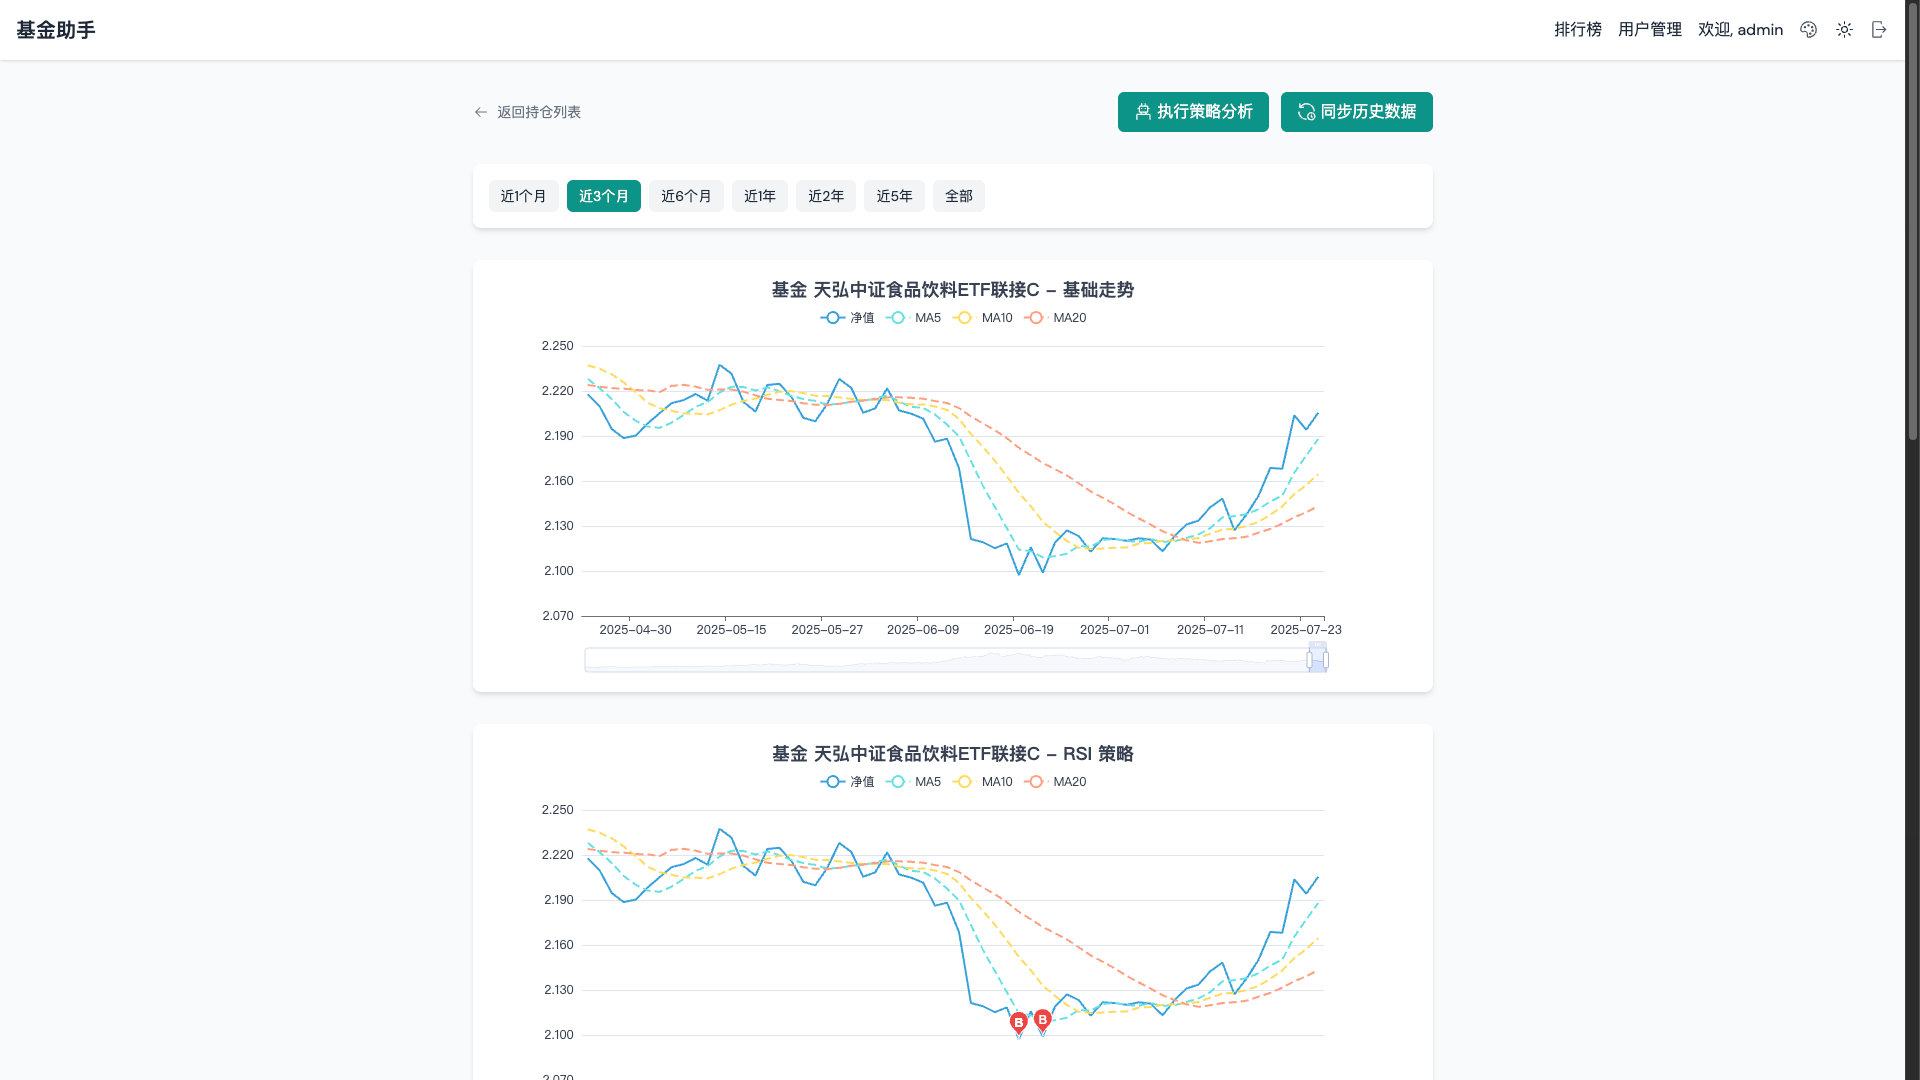 基金助手
排行榜 用户管理 欢迎, admin
返回持仓列表
执行策略分析 同步历史数据
近1个月 近3个月 近6个月 近1年 近2年 近5年 全部
基金 天弘中证食品饮料ETF联接C - 基础走势
净值 MA5 MA10 MA20
2.250
2.220
2.190
2.160
2.130
2.100
2.070
2025-04-30 2025-05-15 2025-05-27 2025-06-09 2025-06-19 2025-07-01 2025-07-11 2025-07-23
基金 天弘中证食品饮料ETF联接C - RSI 策略
净值 MA5 MA10 MA20
2.250
2.220
2.190
2.160
2.130
B B
2.100
2.070